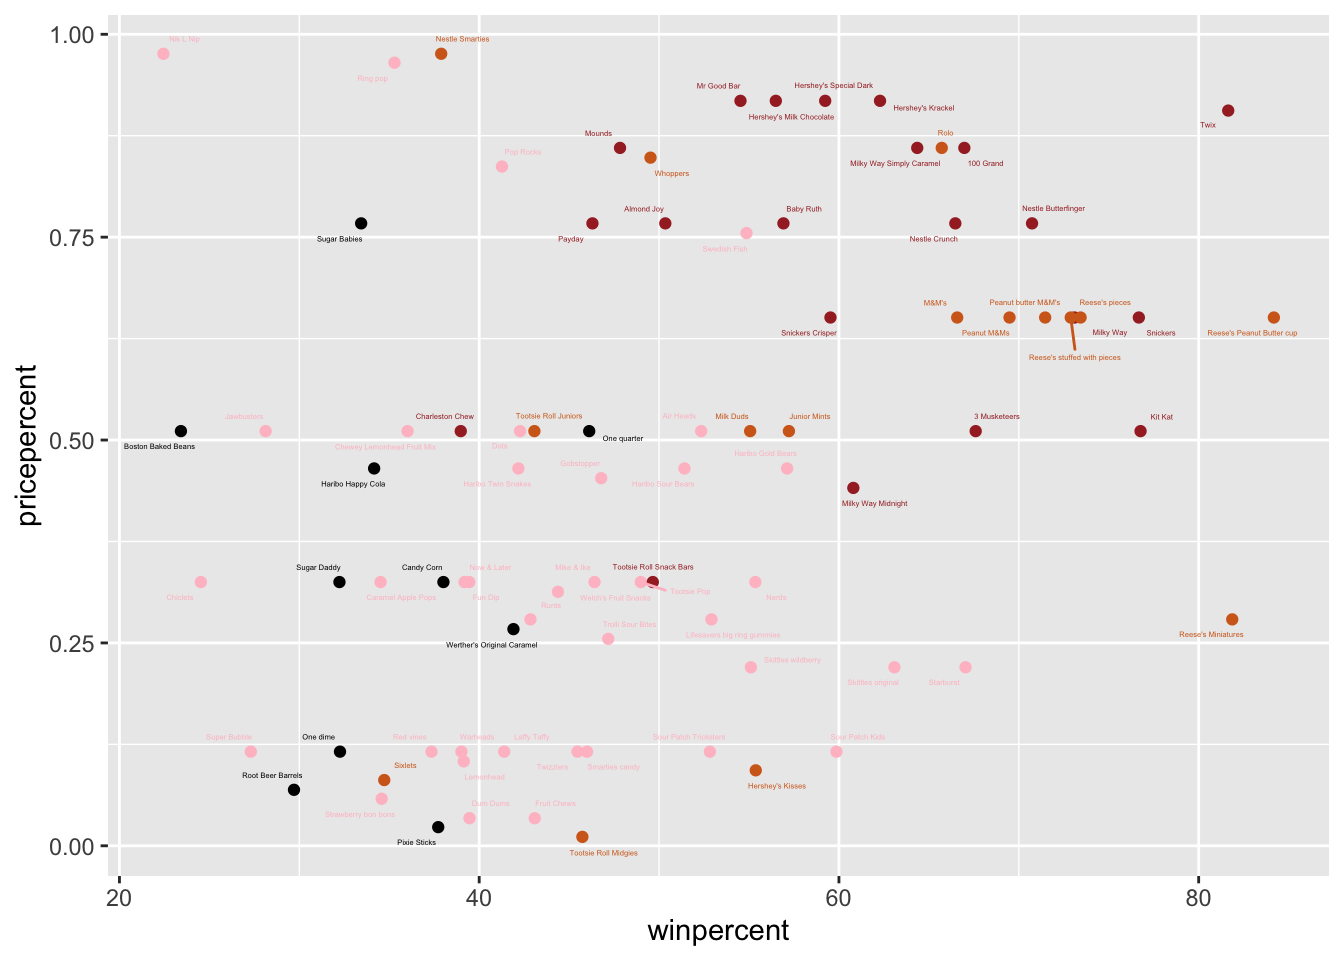 1.00
Nik L Nip
Nestle Smarties
Ring pop
Mr Good Bar
Hershey's Special Dark
Hershey's Krackel
Hershey's Milk Chocolate
Twix
Mounds
Rolo
Pop Rocks
Whoppers
Milky Way Simply Caramel
100 Grand
Almond Joy
Baby Ruth
Nestle Butterfinger
0.75
Sugar Babies
Payday
Swedish Fish
Nestle Crunch
M&M's
Peanut butter M&M's
Reese's pieces
Snickers Crisper
Peanut M&Ms
Milky Way
Snickers
Reese's Peanut Butter cup
Reese's stuffed with pieces
Jawbusters
Charleston Chew
Tootsie Roll Juniors
Air Heads
Milk Duds
Junior Mints
3 Musketeers
Kit Kat
0.50
Boston Baked Beans
Chewey Lemonhead Fruit Mix
Dots
One quarter
Haribo Gold Bears
Gobstopper
Haribo Happy Cola
Haribo Twin Snakes
Haribo Sour Bears
Milky Way Midnight
Sugar Daddy
Candy Corn
Now & Later
Mike & Ike
Tootsie Roll Snack Bars
Tootsie Pop
Chiclets
Caramel Apple Pops
Fun Dip
Welch's Fruit Snacks
Nerds
Runts
Trolli Sour Bites
Lifesavers big ring gummies
Reese's Miniatures
0.25
Werther's Original Caramel
Skittles wildberry
Skittles original
Starburst
Super Bubble
One dime
Red vines
Warheads
Laffy Taffy
Sour Patch Tricksters
Sour Patch Kids
Root Beer Barrels
Sixlets
Lemonhead
Twizzlers
Smarties candy
Hershey's Kisses
Strawberry bon bons
Dum Dums
Fruit Chews
Pixie Sticks
0.00
Tootsie Roll Midgies
20
40
60
80
winpercent
pricepercent